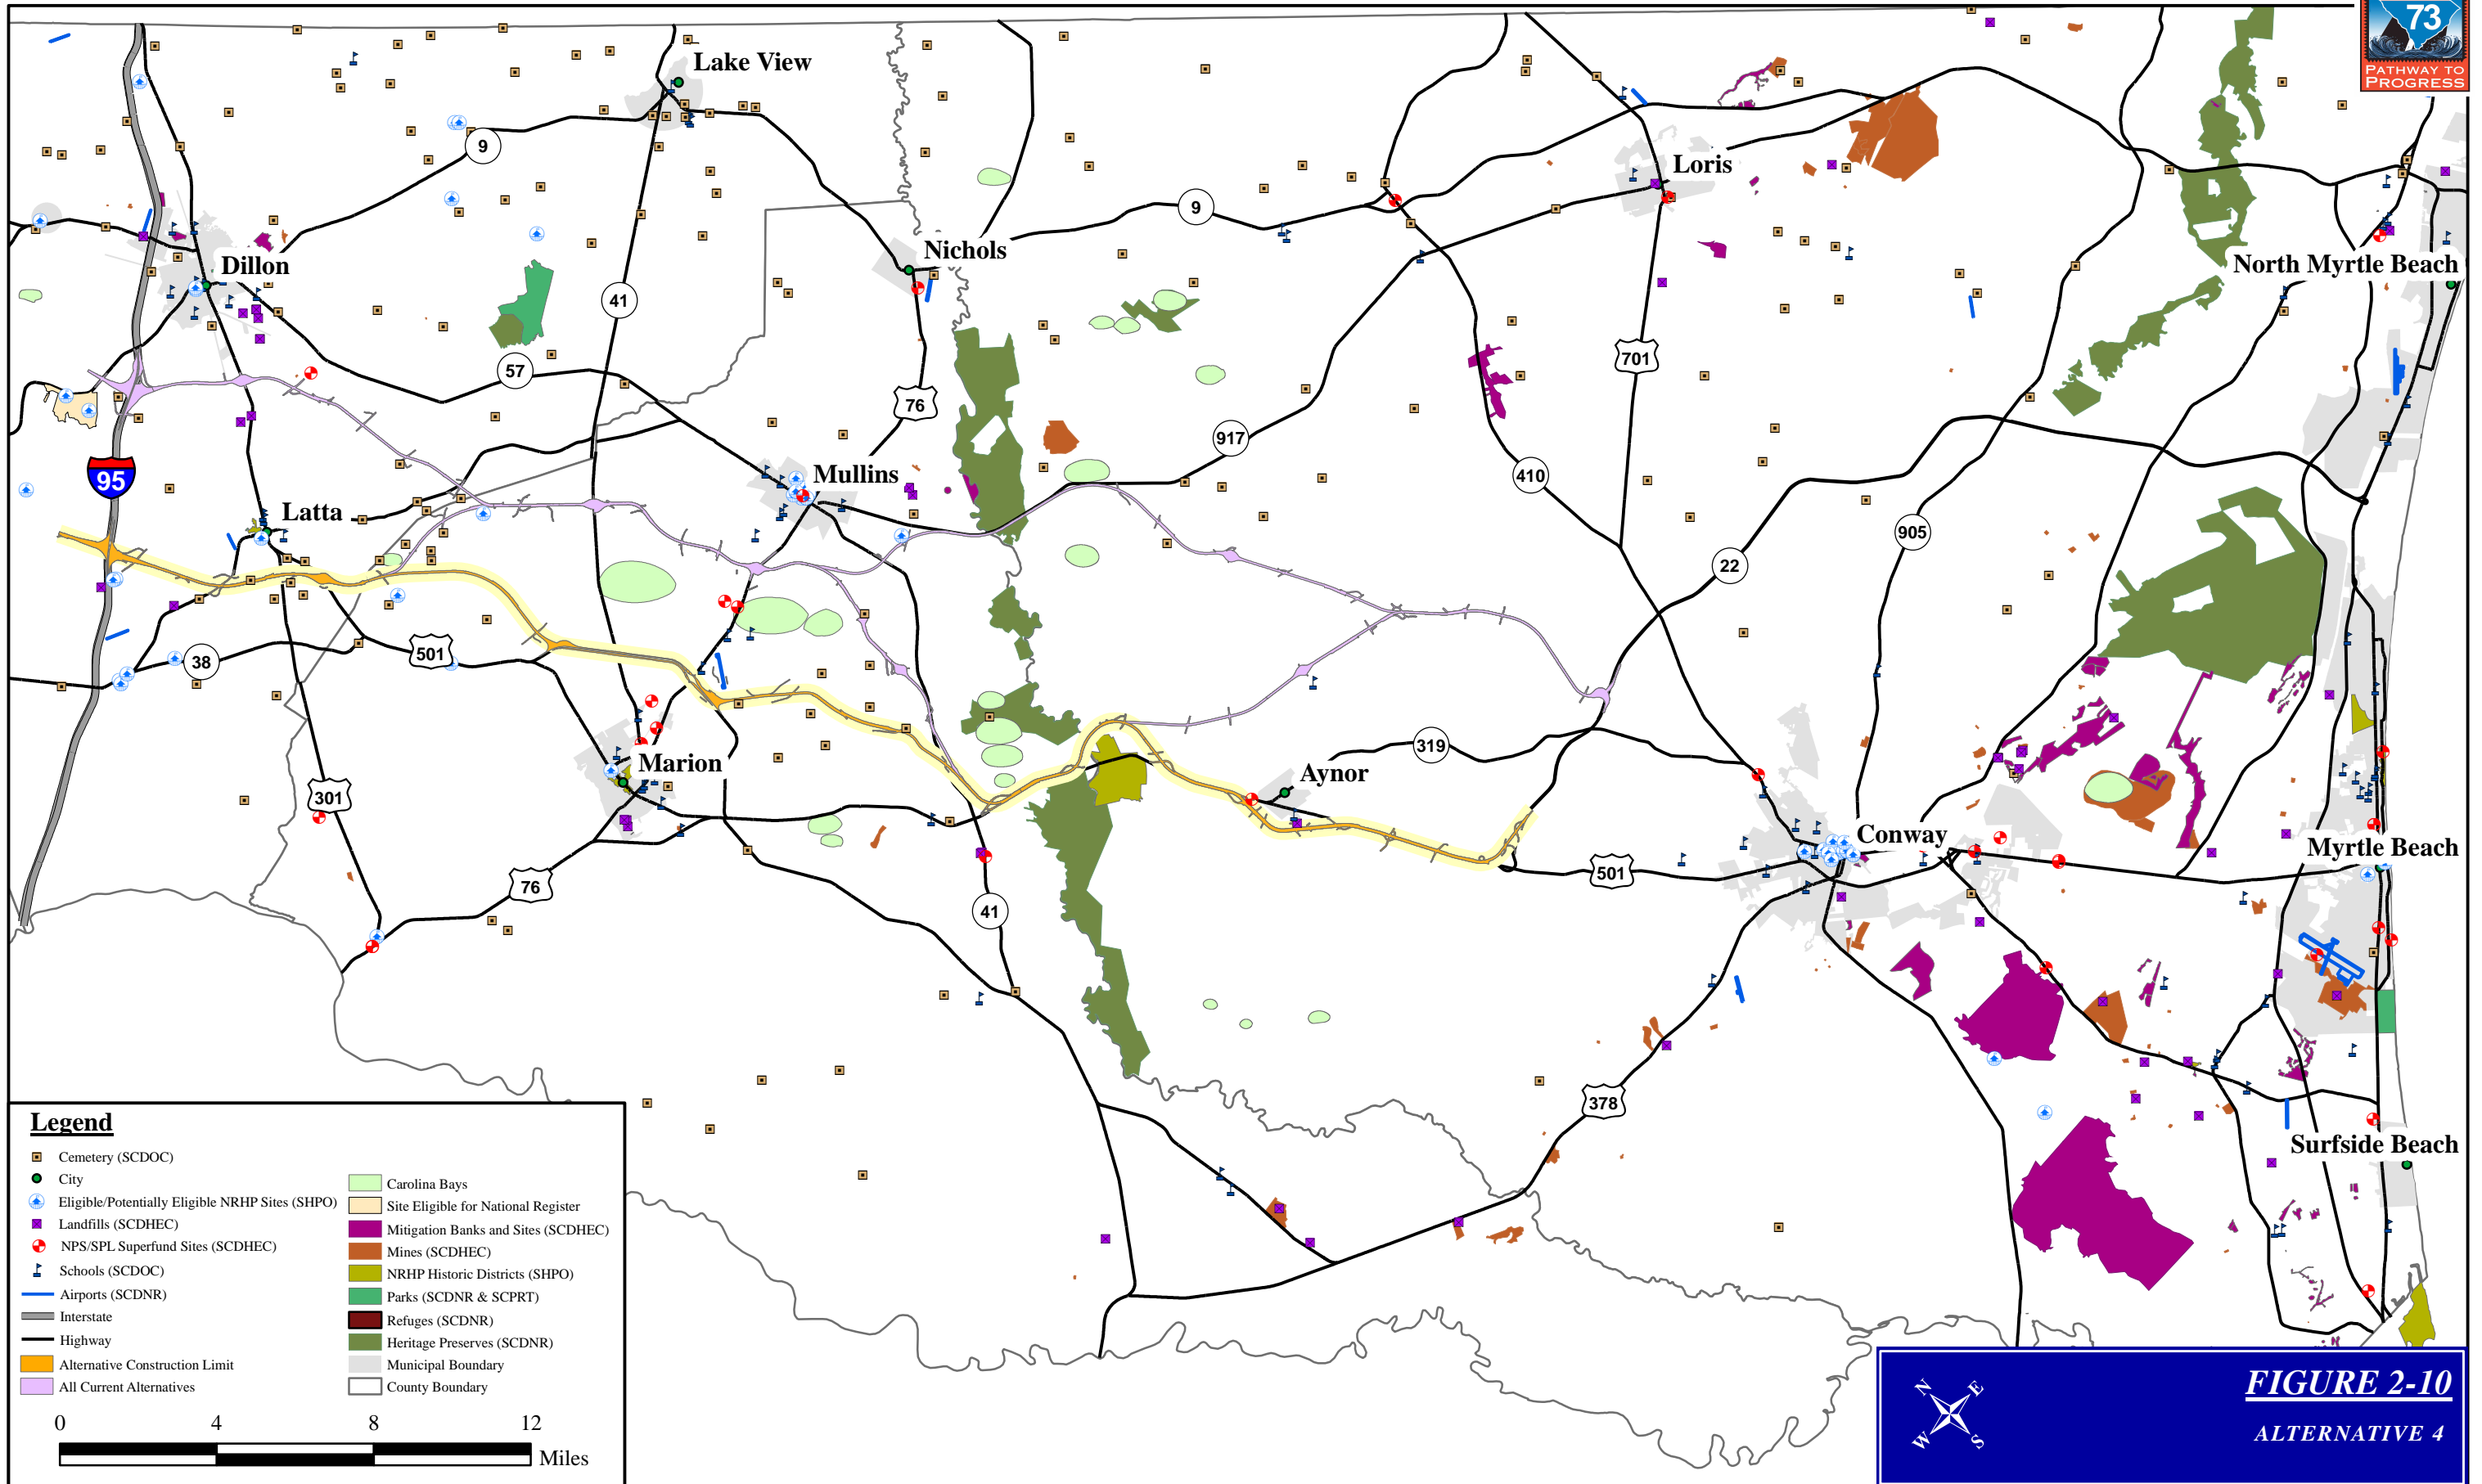 73
PATHWAY TO
PROGRESS
Lake View
9
Loris
9
Nichols
North Myrtle Beach
Dillon
41
701
57
76
917
Mullins
410
95
Latta
905
22
38
501
319
Marion
Aynor
301
Conway
Myrtle Beach
501
76
41
378
Surfside Beach
Legend
Cemetery (SCDOC)
City
Eligible/Potentially Eligible NRHP Sites (SHPO)
Landfills (SCDHEC)
NPS/SPL Superfund Sites (SCDHEC)
Schools (SCDOC)
Airports (SCDNR)
Interstate
Highway
Alternative Construction Limit
All Current Alternatives
Carolina Bays
Site Eligible for National Register
Mitigation Banks and Sites (SCDHEC)
Mines (SCDHEC)
NRHP Historic Districts (SHPO)
Parks (SCDNR & SCPRT)
Refuges (SCDNR)
Heritage Preserves (SCDNR)
Municipal Boundary
County Boundary
0 4 8 12
Miles
N E
W S
FIGURE 2-10
ALTERNATIVE 4